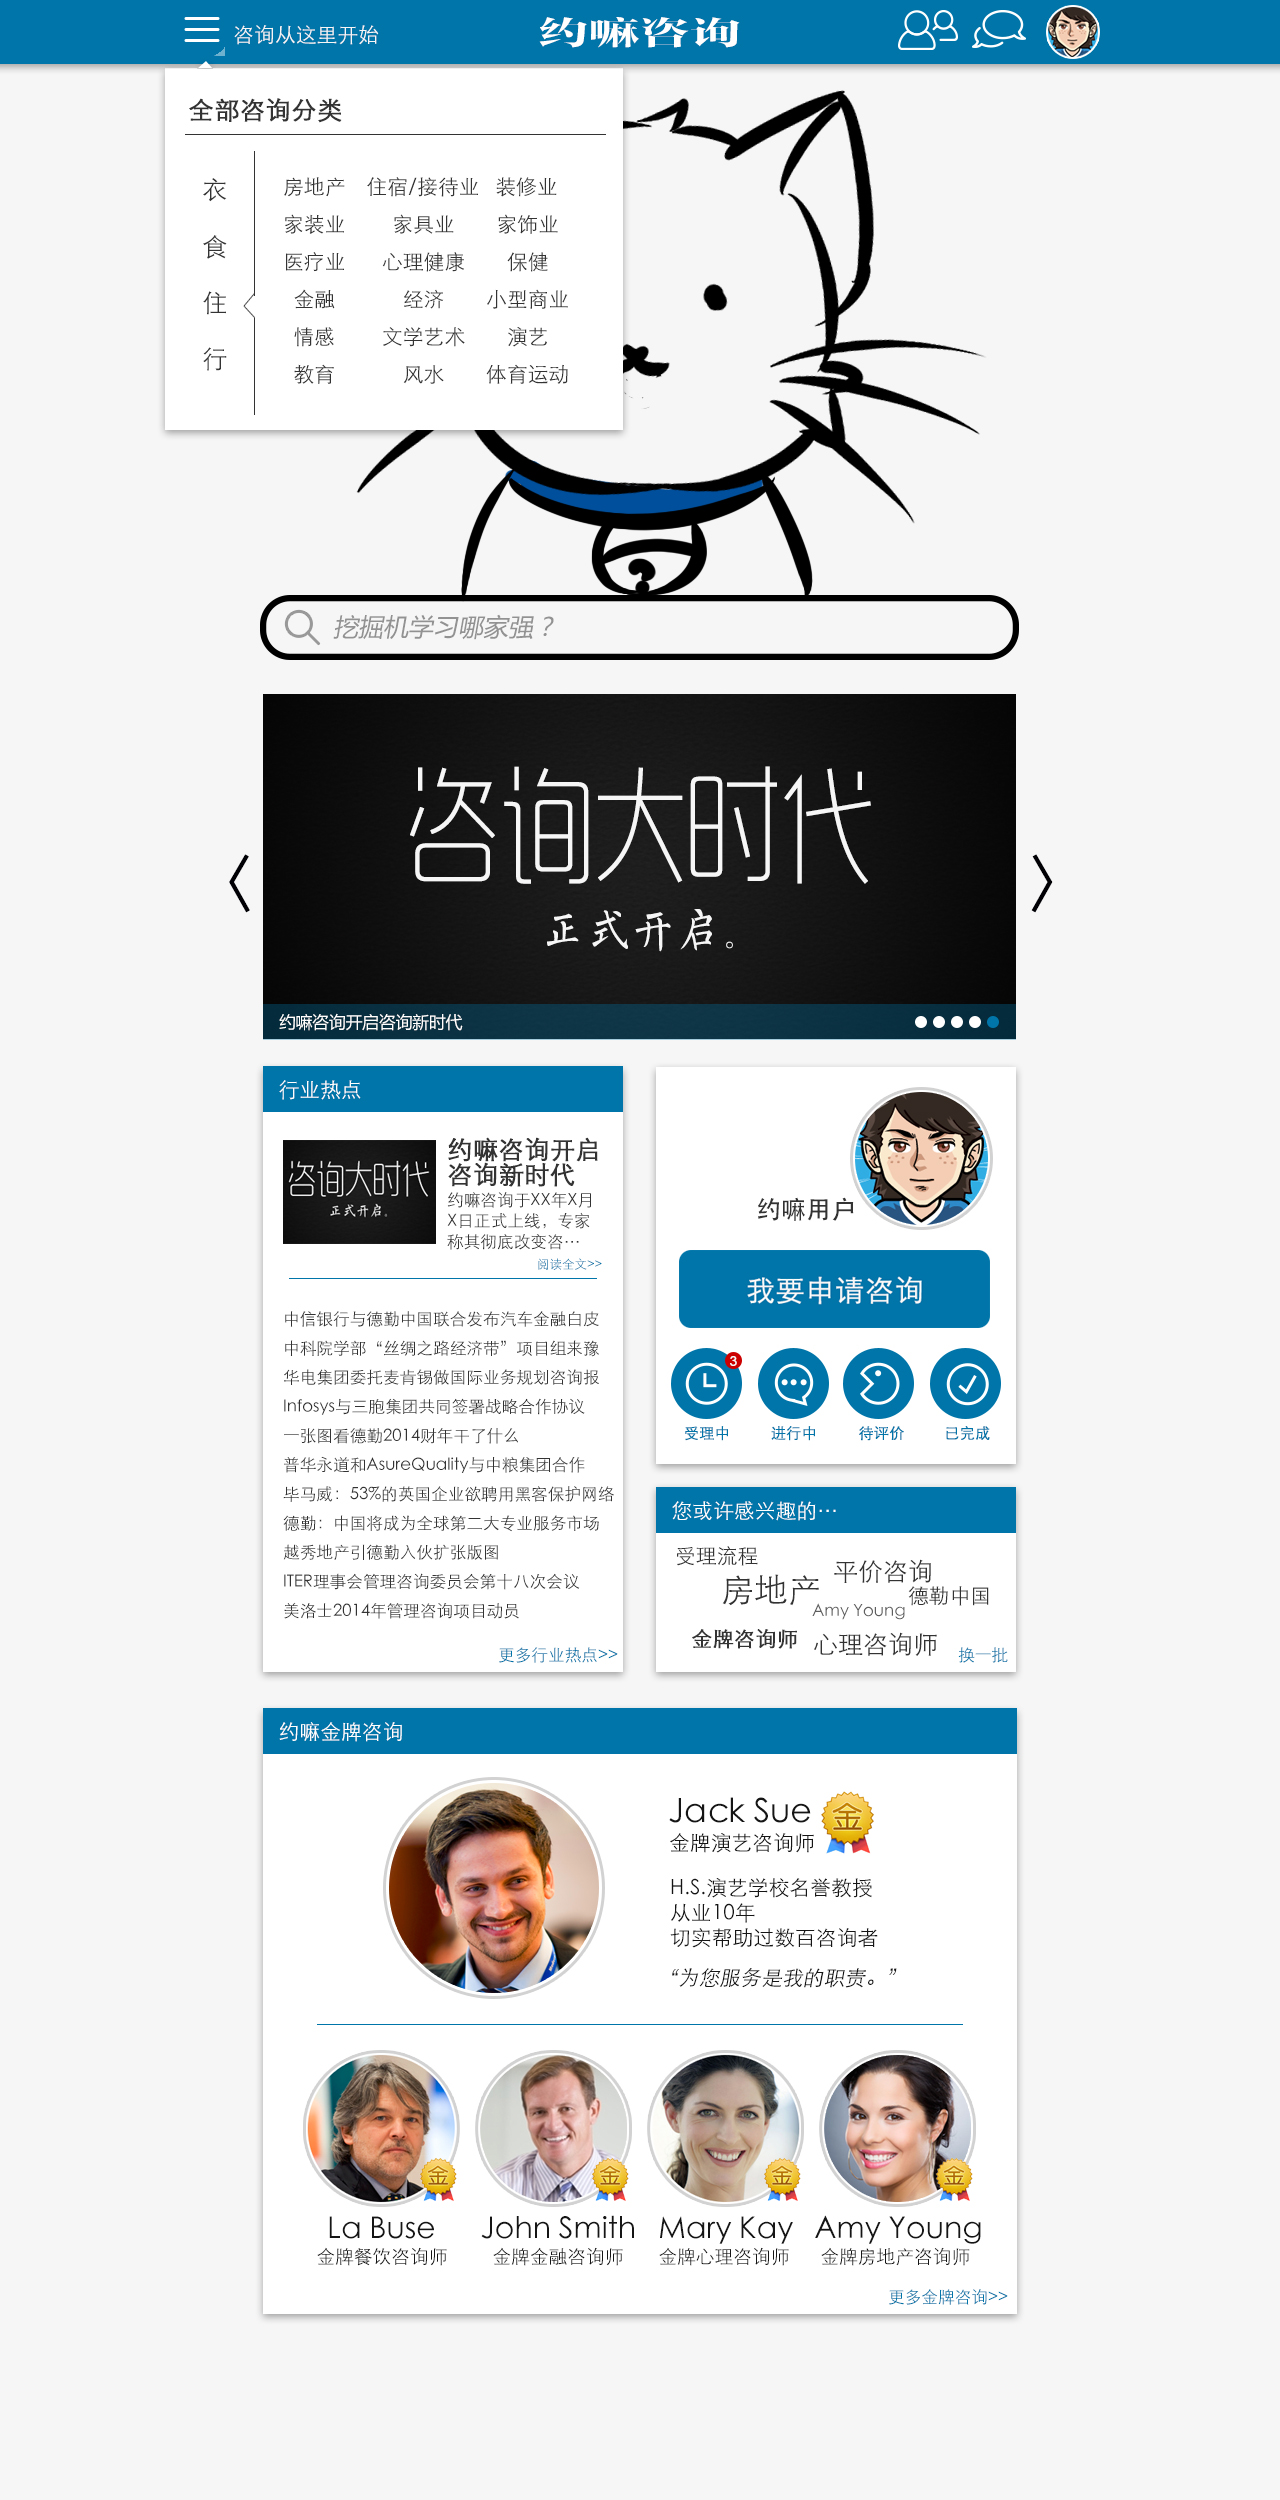 咨询从这里开始
约嘛咨询
全部咨询分类
衣
食
住
行
房地产 住宿/接待业 装修业
家装业 家具业 家饰业
医疗业 心理健康 保健
金融 经济 小型商业
情感 文学艺术 演艺
教育 风水 体育运动
挖掘机学习哪家强？
咨询大时代
正式开启。
约嘛咨询开启咨询新时代
行业热点
咨询大时代
正式开启。
约嘛咨询开启
咨询新时代
约嘛咨询于XX年X月
X日正式上线，专家
称其彻底改变咨…
阅读全文>>
中信银行与德勤中国联合发布汽车金融白皮
中科院学部“丝绸之路经济带”项目组来豫
华电集团委托麦肯锡做国际业务规划咨询报
Infosys与三胞集团共同签署战略合作协议
一张图看德勤2014财年干了什么
普华永道和AsureQuality与中粮集团合作
毕马威：53%的英国企业欲聘用黑客保护网络
德勤：中国将成为全球第二大专业服务市场
越秀地产引德勤入伙扩张版图
ITER理事会管理咨询委员会第十八次会议
美洛士2014年管理咨询项目动员
更多行业热点>>
约嘛用户
我要申请咨询
3
受理中 进行中 待评价 已完成
您或许感兴趣的…
受理流程
平价咨询
房地产
德勤中国
Amy Young
金牌咨询师
心理咨询师
换一批
约嘛金牌咨询
Jack Sue
金
金牌演艺咨询师
H.S.演艺学校名誉教授
从业10年
切实帮助过数百咨询者
“为您服务是我的职责。”
金 金 金 金
La Buse John Smith Mary Kay Amy Young
金牌餐饮咨询师 金牌金融咨询师 金牌心理咨询师 金牌房地产咨询师
更多金牌咨询>>